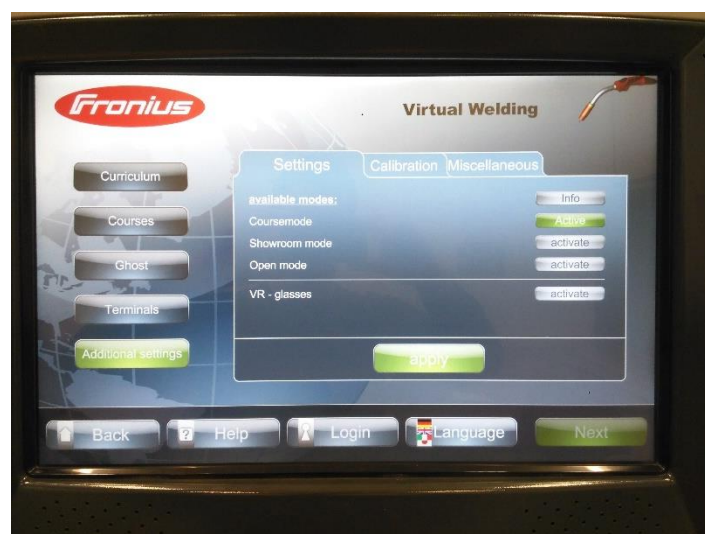 Fronius
Virtual Welding
Curriculum
Courses
Ghost
Terminals
Additional settings
Settings Calibration Miscellaneous
available modes: Info
Coursemode Active
Showroom mode activate
Open mode activate
VR - glasses activate
apply
Back ? Help Login Language Next